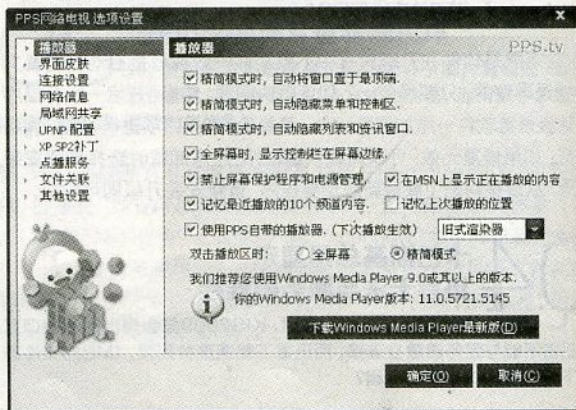 PPS网络电视 选项设置
播放器
界面皮肤
连接设置
网络信息
局域网共享
UPNP 配置
XP SP2补丁
点播服务
文件关联
其他设置
播放器 PPS.tv
精简模式时, 自动将窗口置于最顶端.
精简模式时, 自动隐藏菜单和控制区.
精简模式时, 自动隐藏列表和资讯窗口.
全屏幕时, 显示控制栏在屏幕边缘.
禁止屏幕保护程序和电源管理. 在MSN上显示正在播放的内容
记忆最近播放的10个频道内容. 记忆上次播放的位置
使用PPS自带的播放器. (下次播放生效) 旧式渲染器
双击播放区时: 全屏幕 精简模式
我们推荐您使用Windows Media Player 9.0或其以上的版本.
你的Windows Media Player版本: 11.0.5721.5145
下载Windows Media Player最新版(D)
确定(O) 取消(C)